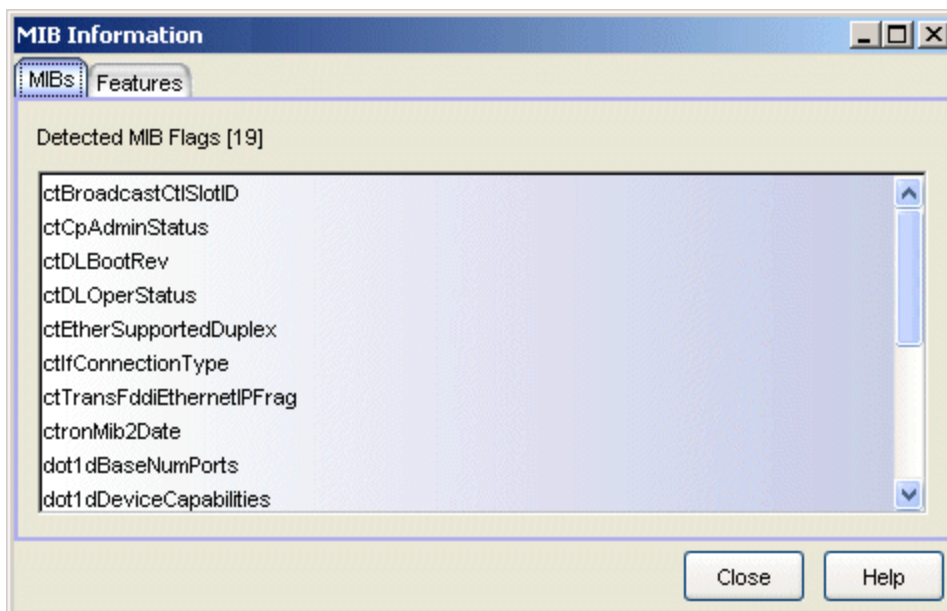 MIB Information
MIBs Features
Detected MIB Flags [19]
ctBroadcastCtlSlotID
ctCpAdminStatus
ctDLBootRev
ctDLOperStatus
ctEtherSupportedDuplex
ctIfConnectionType
ctTransFddiEthernetIPFrag
ctronMib2Date
dot1dBaseNumPorts
dot1dDeviceCapabilities
Close Help